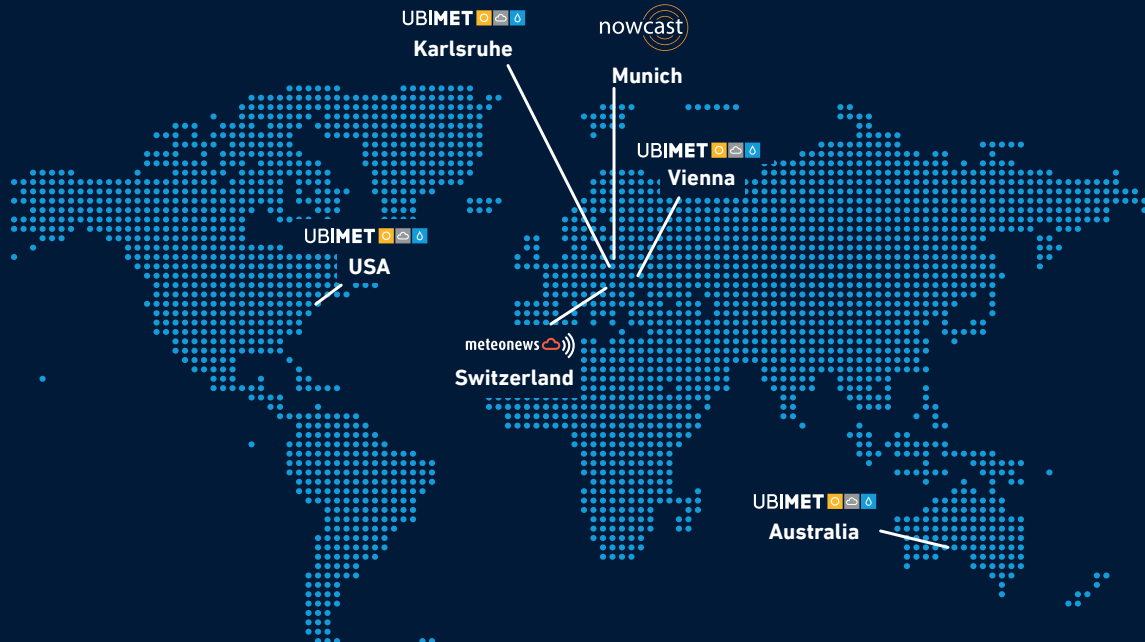 UBIMET
Karlsruhe
nowcast
Munich
UBIMET
Vienna
UBIMET
USA
meteonews
Switzerland
UBIMET
Australia